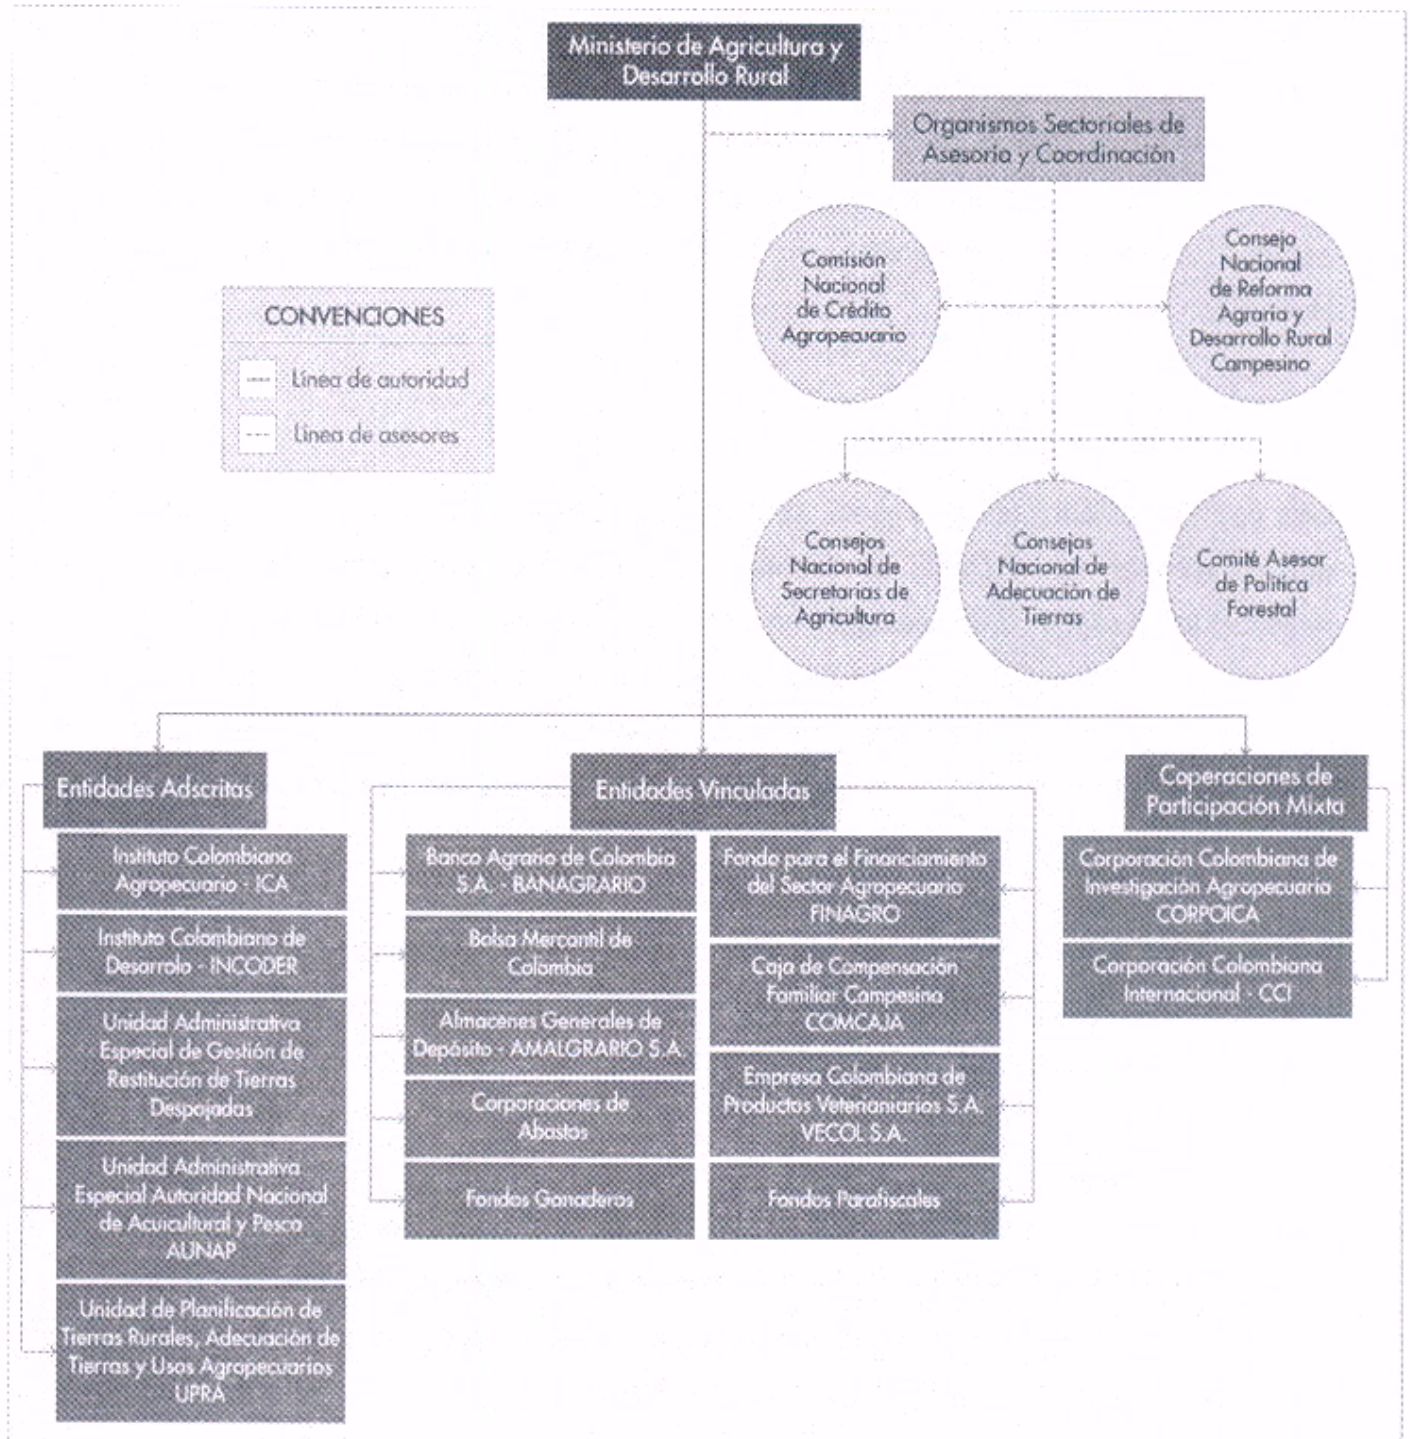 Ministerio de Agricultura y
Desarrollo Rural
Organismos Sectoriales de
Asesoría y Coordinación
Comisión
Nacional
de Crédito
Agropecuario
Consejo
Nacional
de Reforma
Agraria y
Desarrollo Rural
Campesino
CONVENCIONES
Línea de autoridad
Línea de asesores
Consejos
Nacional de
Secretarias de
Agricultura
Consejos
Nacional de
Adecuación de
Tierras
Comité Asesor
de Política
Forestal
Entidades Adscritas
Instituto Colombiano
Agropecuario - ICA
Instituto Colombiano de
Desarrolo - INCODER
Unidad Administrativa
Especial de Gestión de
Restitución de Tierras
Despojadas
Unidad Administrativa
Especial Autoridad Nacional
de Acuicultural y Pesca
AUNAP
Unidad de Planificación de
Tierras Rurales, Adecuación de
Tierras y Usos Agropecuarios
UPRA
Entidades Vinculadas
Banco Agrario de Colombia
S.A. - BANAGRARIO
Bolsa Mercantil de
Colombia
Almacenes Generales de
Depósito - AMALGRARIO S.A
Corporaciones de
Abastos
Fondos Ganaderos
Fondo para el Financiamiento
del Sector Agropecuario
FINAGRO
Caja de Compensación
Familiar Campesina
COMCAJA
Empresa Colombiana de
Productos Veterianiarios S.A.
VECOL S.A.
Fondos Parafiscales
Coperaciones de
Participación Mixta
Corporación Colombiana de
Investigación Agropecuaria
CORPOICA
Corporación Colombiana
Internacional - CCI